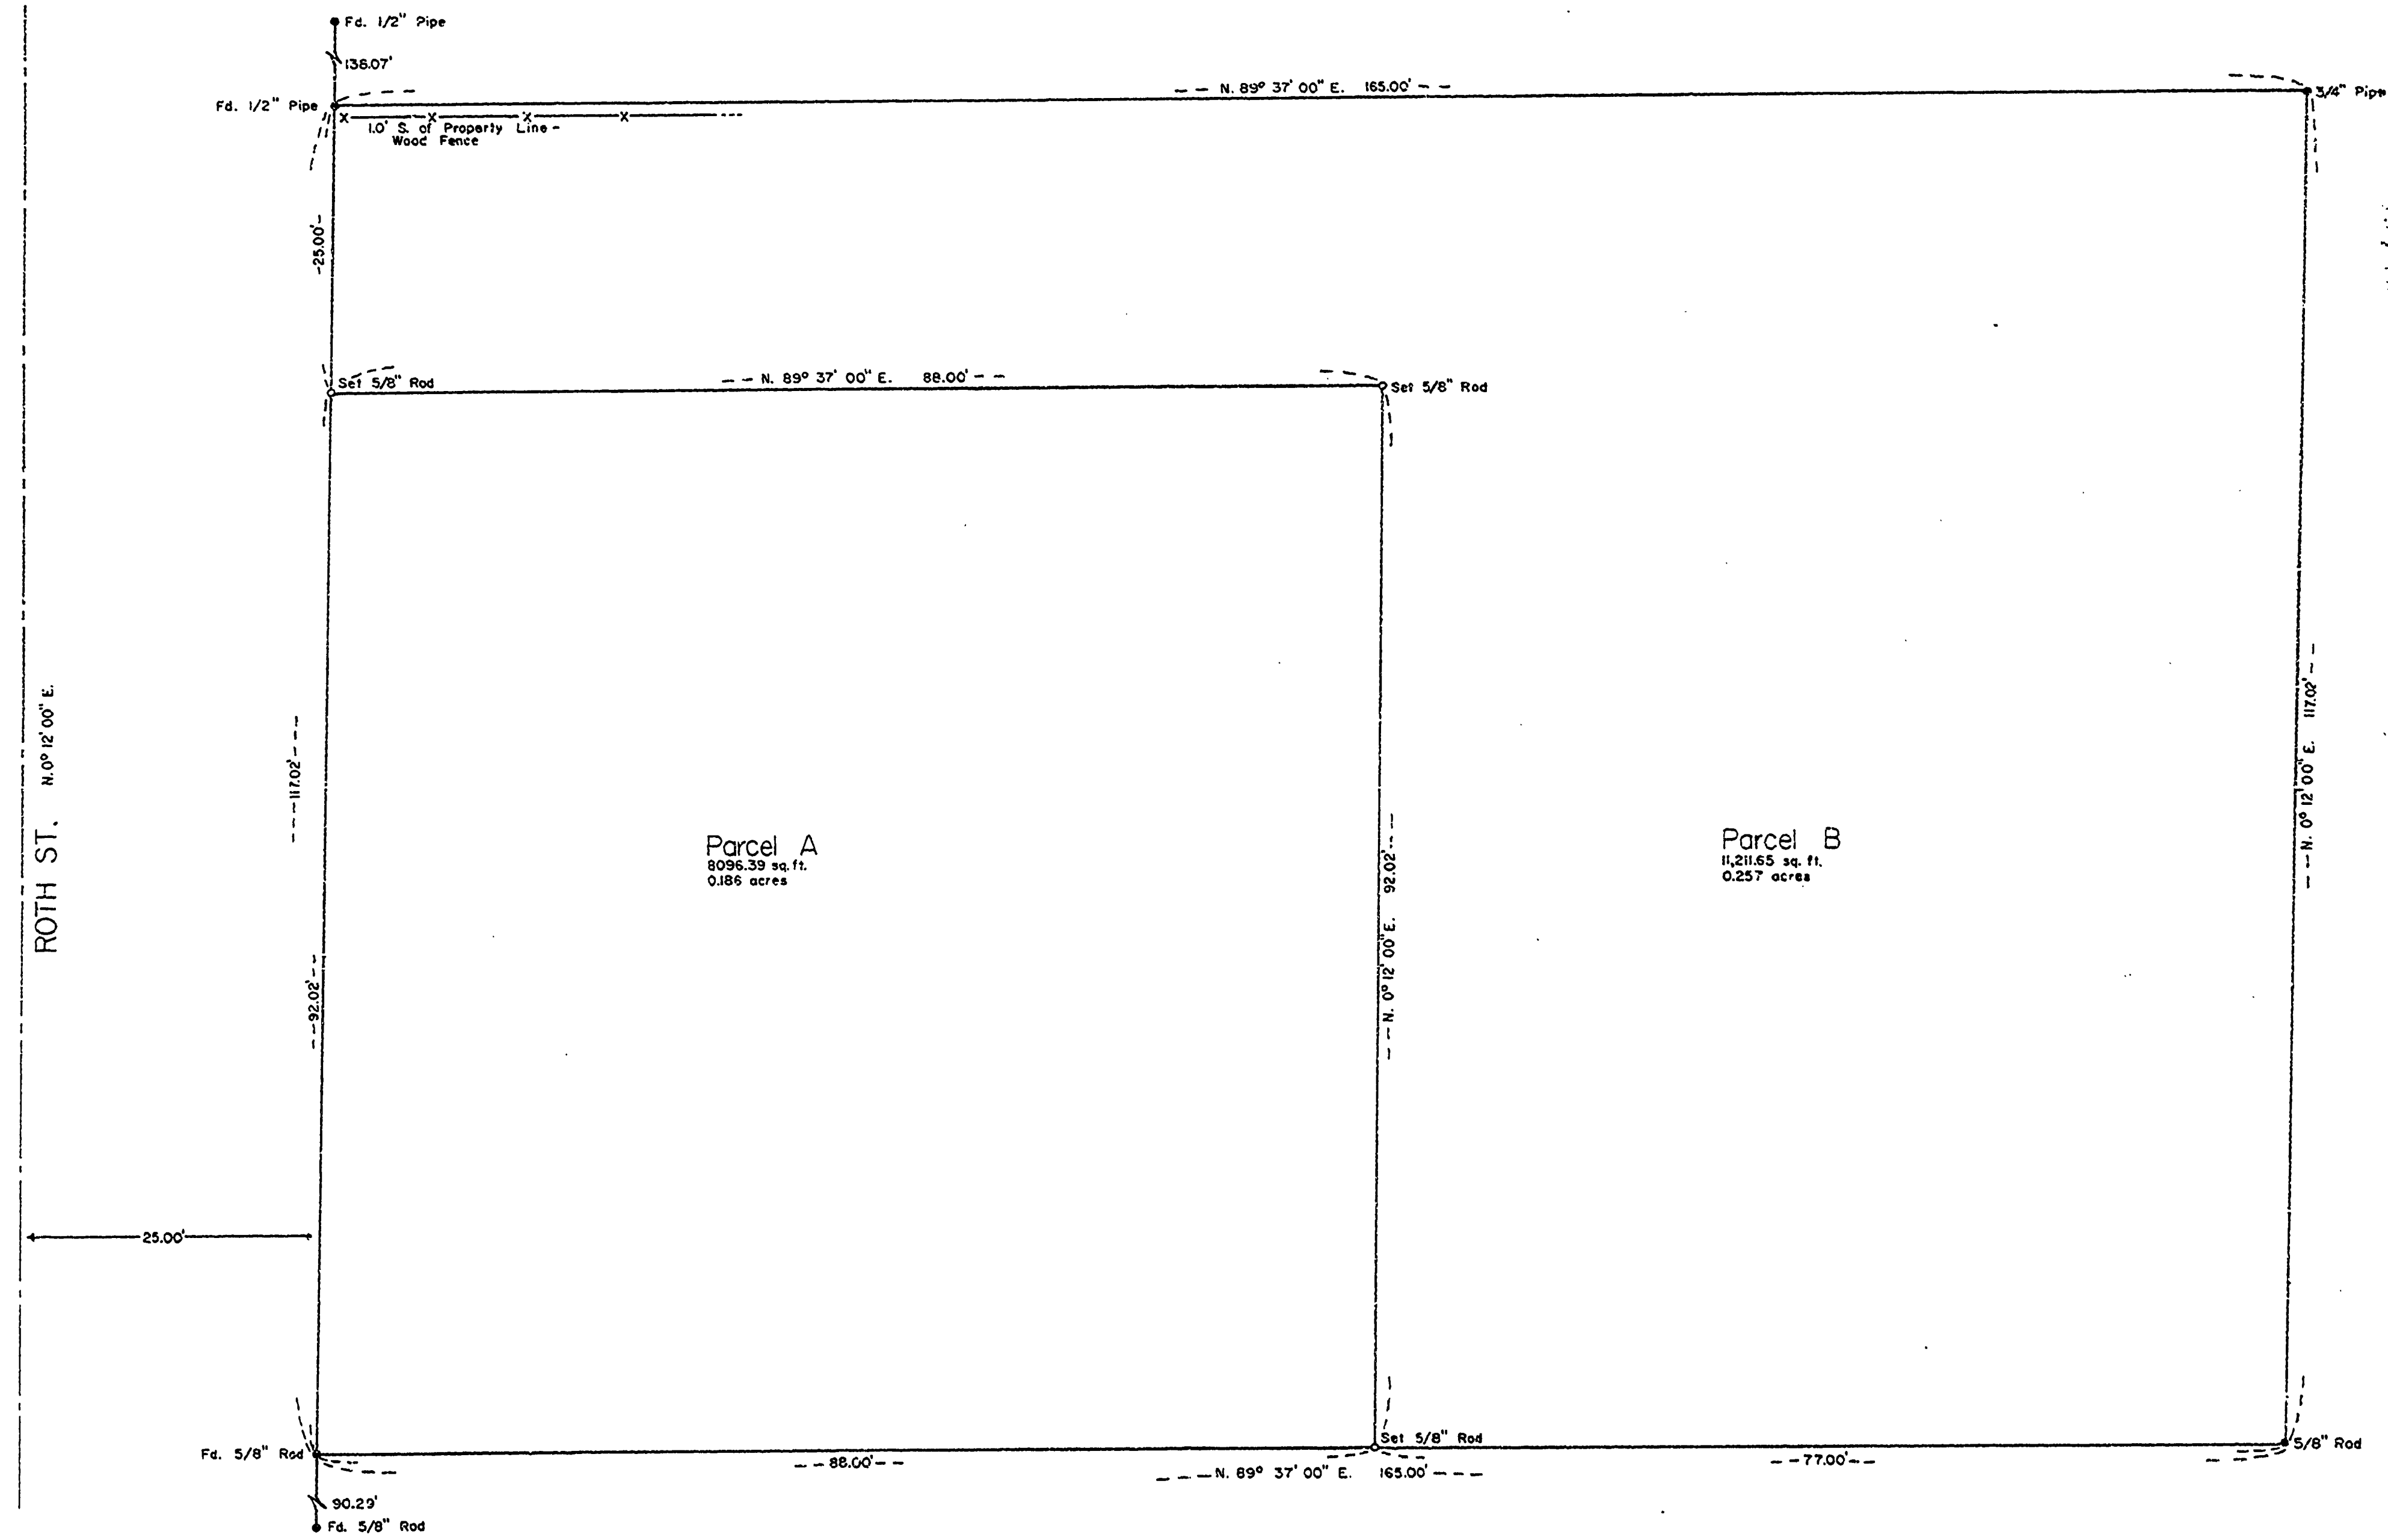 Fd. 1/2" Pipe
138.07'
Fd. 1/2" Pipe
N. 89° 37' 00" E. 165.00'
3/4" Pipe
1.0' S. of Property Line -
Wood Fence
25.00'
Set 5/8" Rod
N. 89° 37' 00" E. 88.00'
Set 5/8" Rod
ROTH ST. N. 0° 12' 00" E.
117.02'
92.02'
Parcel A
8096.39 sq. ft.
0.186 acres
N. 0° 12' 00" E. 92.02'
Parcel B
11,211.65 sq. ft.
0.257 acres
N. 0° 12' 00" E. 117.02'
25.00'
Fd. 5/8" Rod
88.00'
Set 5/8" Rod
N. 89° 37' 00" E. 165.00'
77.00'
5/8" Rod
90.29'
Fd. 5/8" Rod